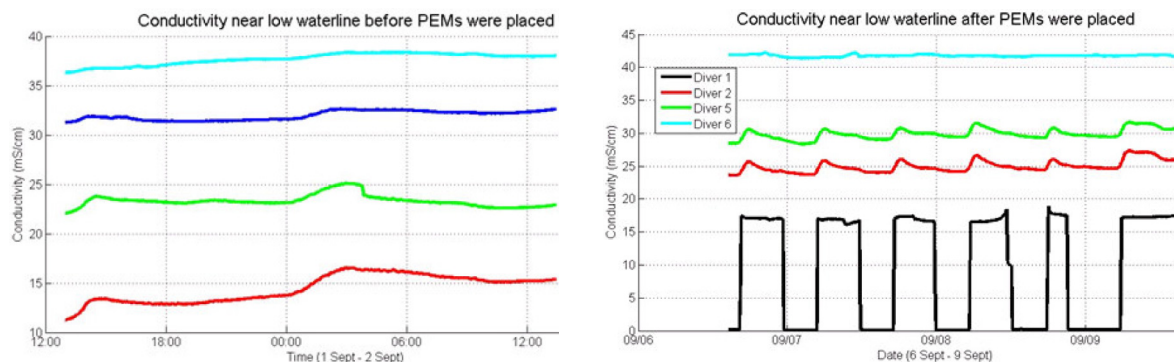 Conductivity near low waterline before PEMs were placed
40
35
30
25
20
15
10
Conductivity (mS/cm)
12:00 18:00 00:00 06:00 12:00
Time (1 Sept - 2 Sept)
Conductivity near low waterline after PEMs were placed
45
40
35
30
25
20
15
10
5
0
Conductivity (mS/cm)
Diver 1
Diver 2
Diver 5
Diver 6
09/06 09/07 09/08 09/09
Date (6 Sept - 9 Sept)